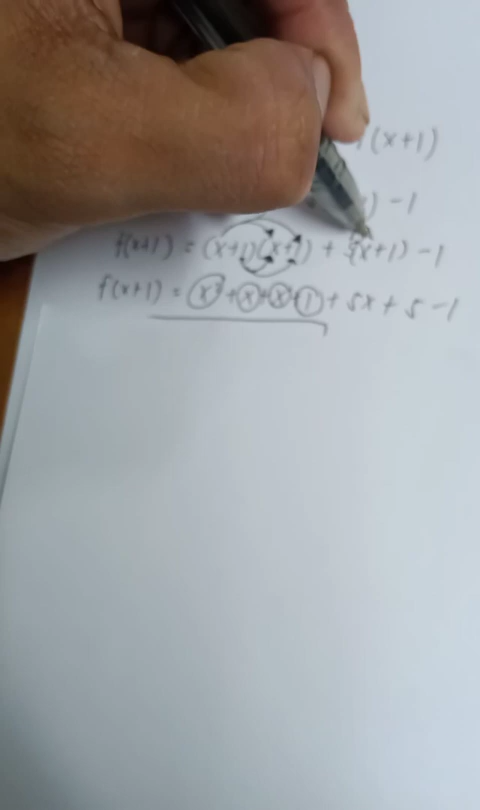 (x+1)
) - 1
f(x+1) = (x+1)(x+1) + 5(x+1) - 1
f(x+1) = x² + x + x + 1 + 5x + 5 - 1